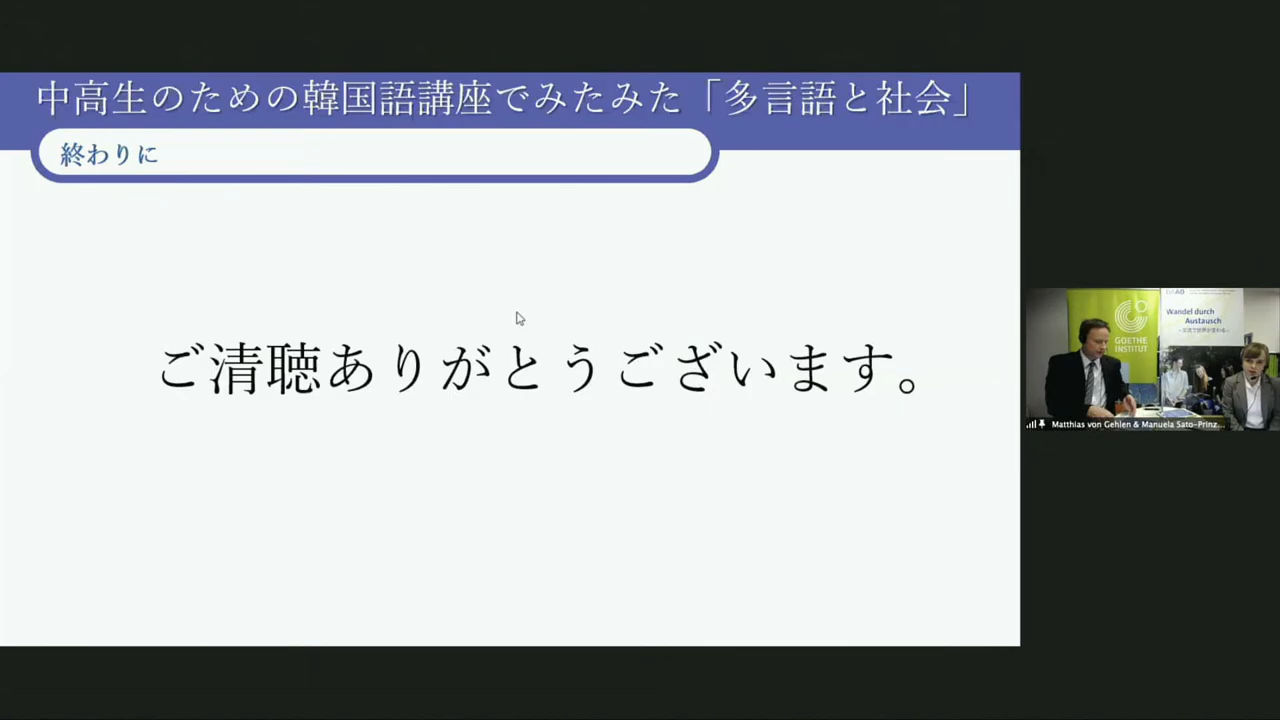 中高生のための韓国語講座でみたみた「多言語と社会」
終わりに
ご清聴ありがとうございます。
GOETHE
INSTITUT
Wandel durch
Austausch
Matthias von Gehlen & Manuela Sato-Prinz...